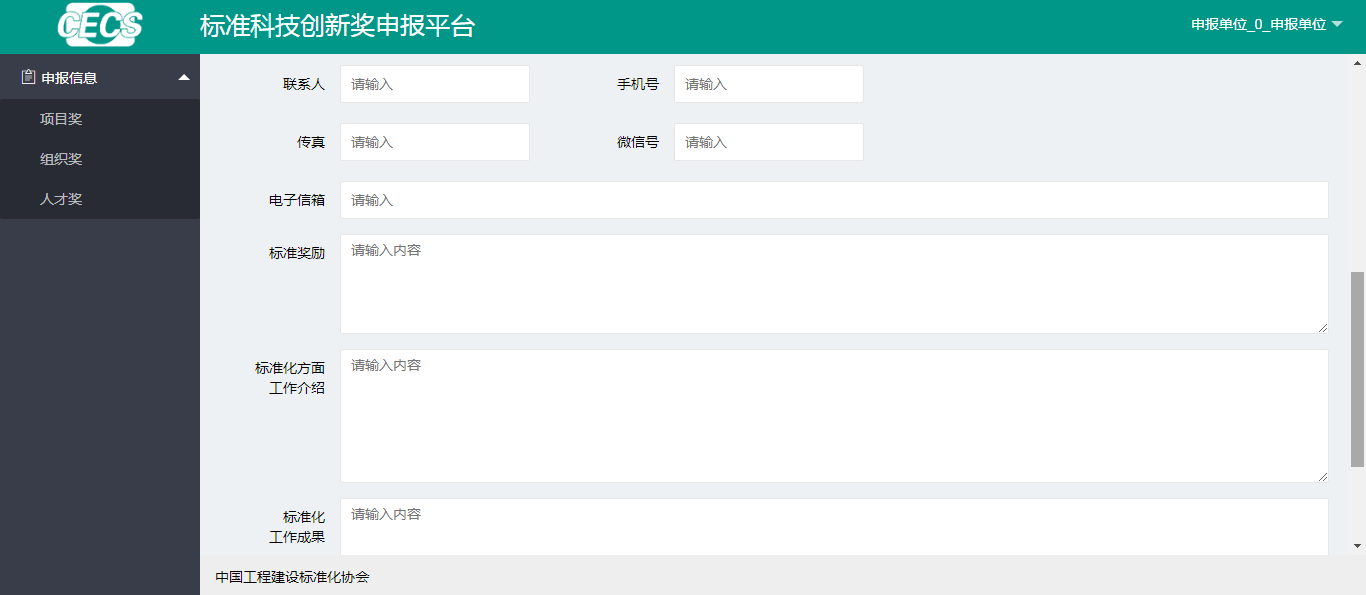 CECS
标准科技创新奖申报平台
申报单位_0_申报单位
申报信息
项目奖
组织奖
人才奖
联系人 请输入 手机号 请输入
传真 请输入 微信号 请输入
电子信箱 请输入
标准奖励 请输入内容
标准化方面 请输入内容
工作介绍
标准化 请输入内容
工作成果
中国工程建设标准化协会